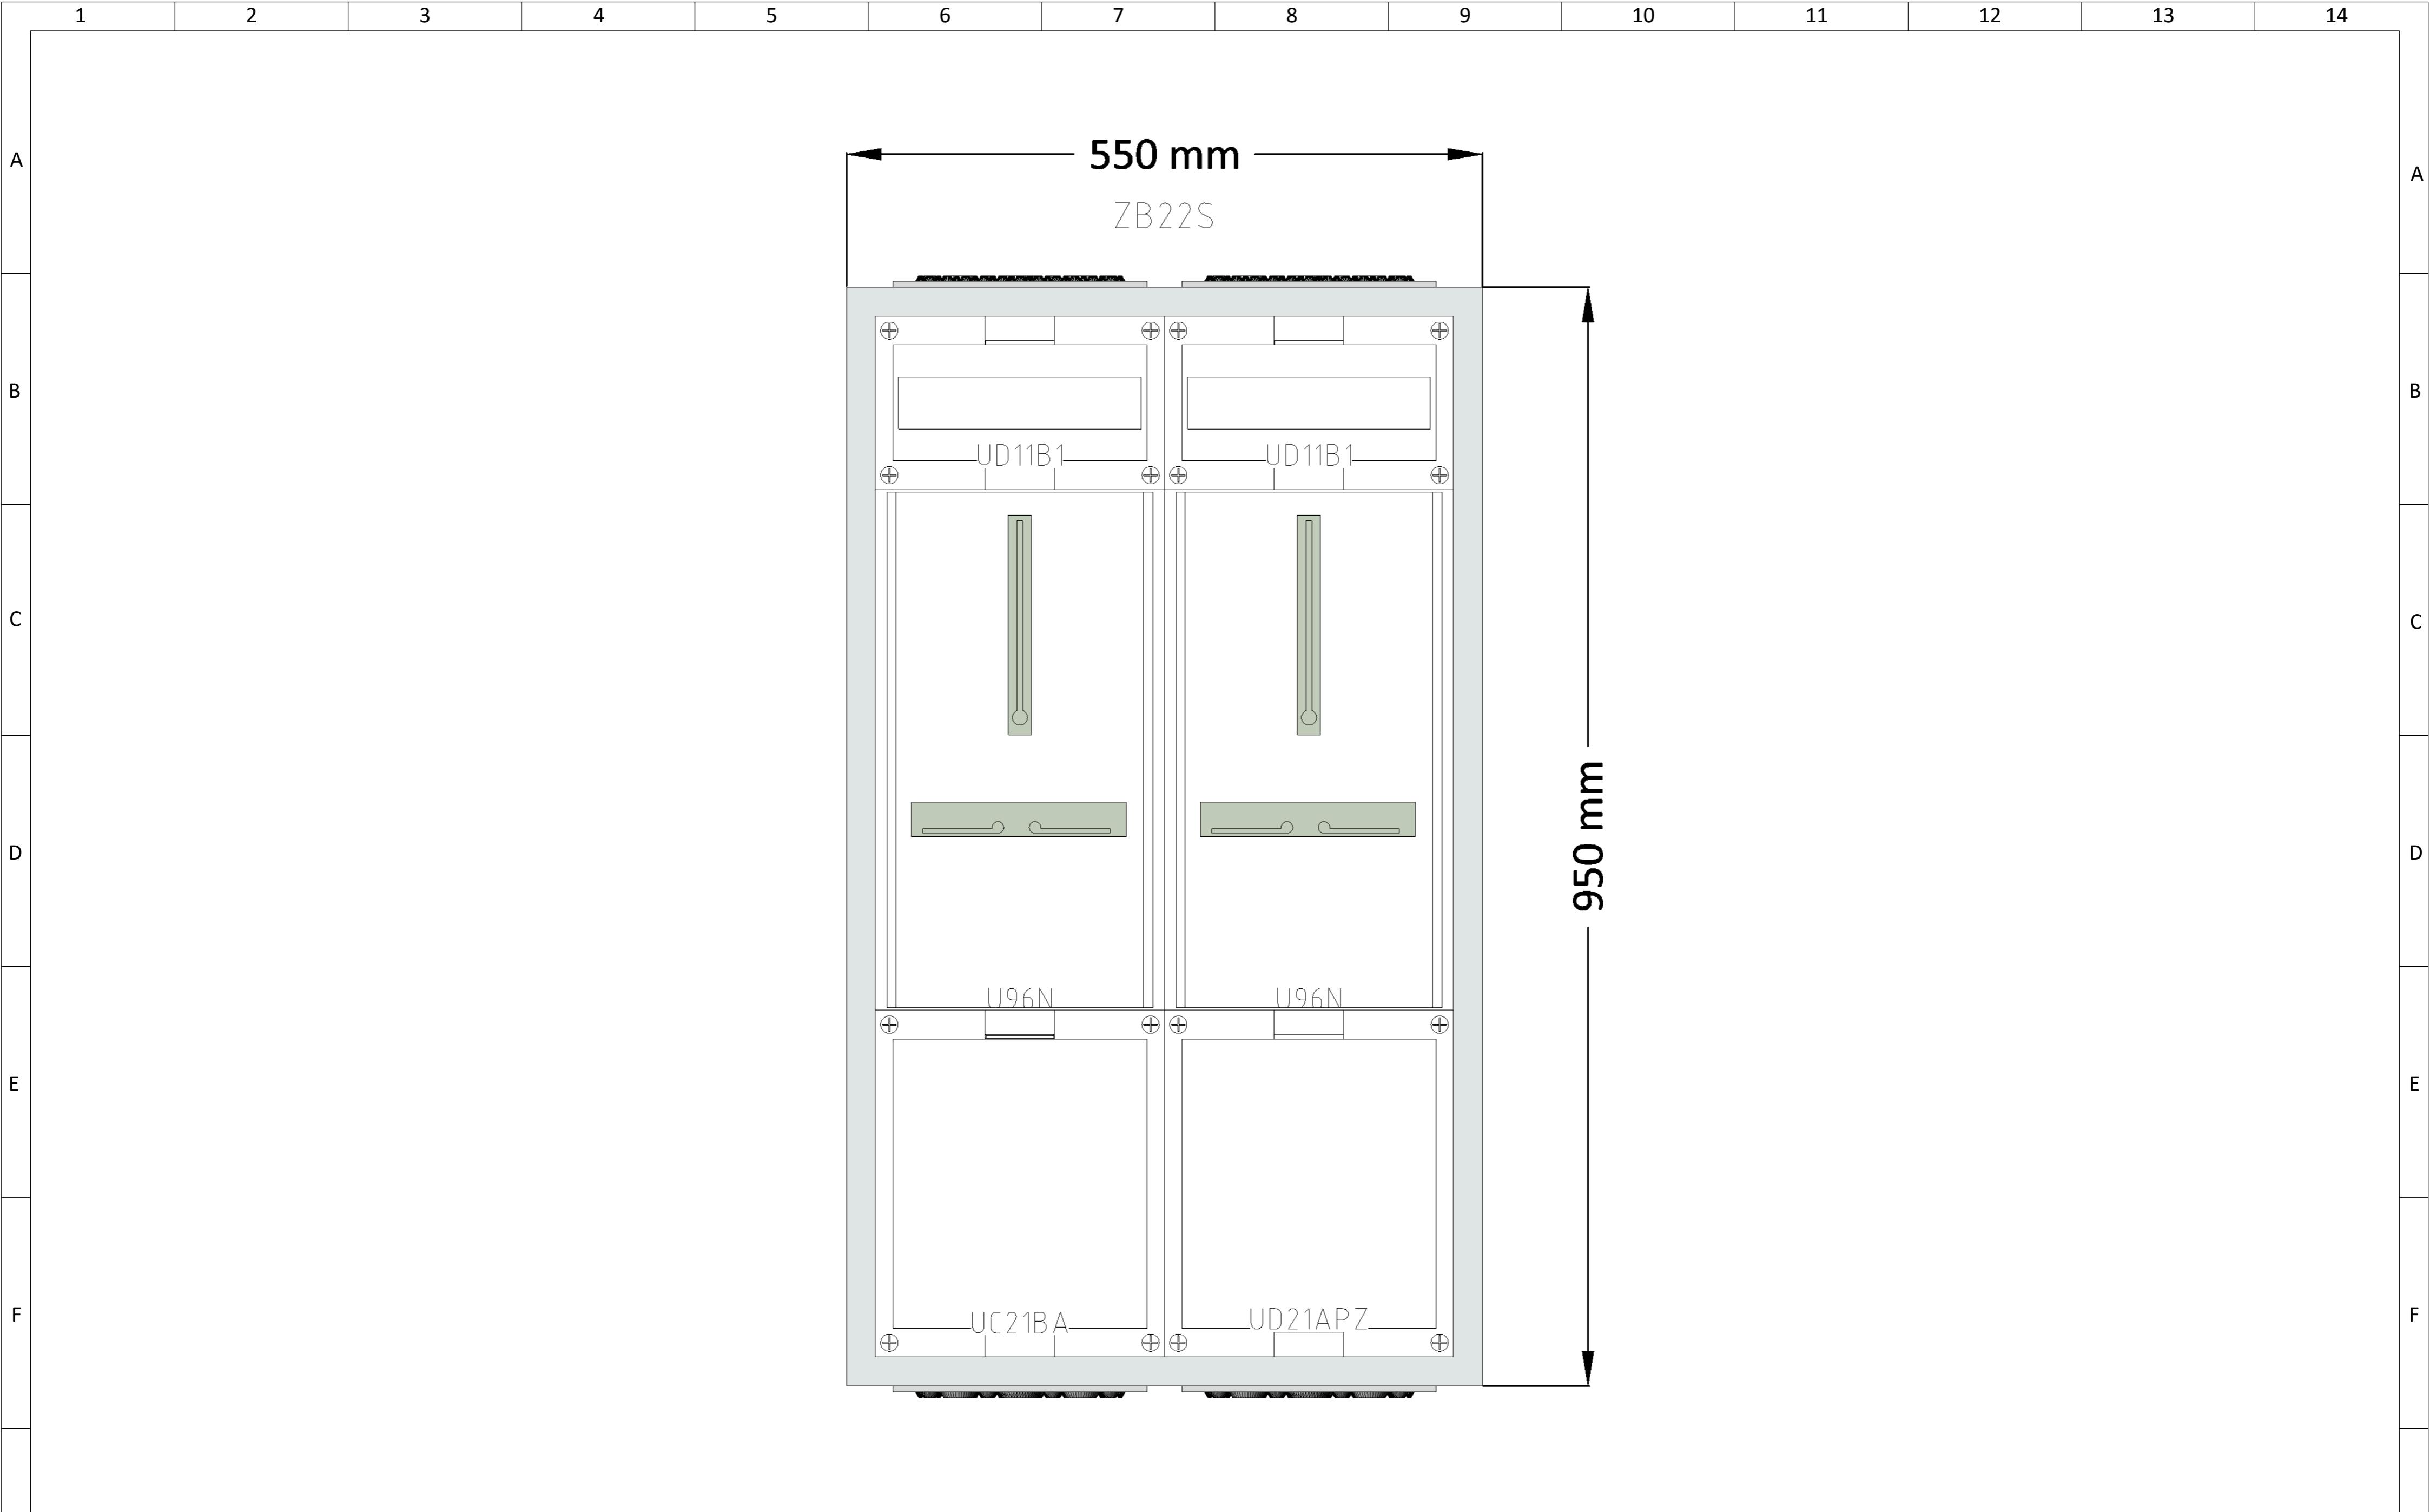 1 2 3 4 5 6 7 8 9 10 11 12 13 14
A A
550 mm
ZB22S
B B
UD11B1 UD11B1
C C
950 mm
D D
U96N U96N
E E
UC21BA UD21APZ
F F